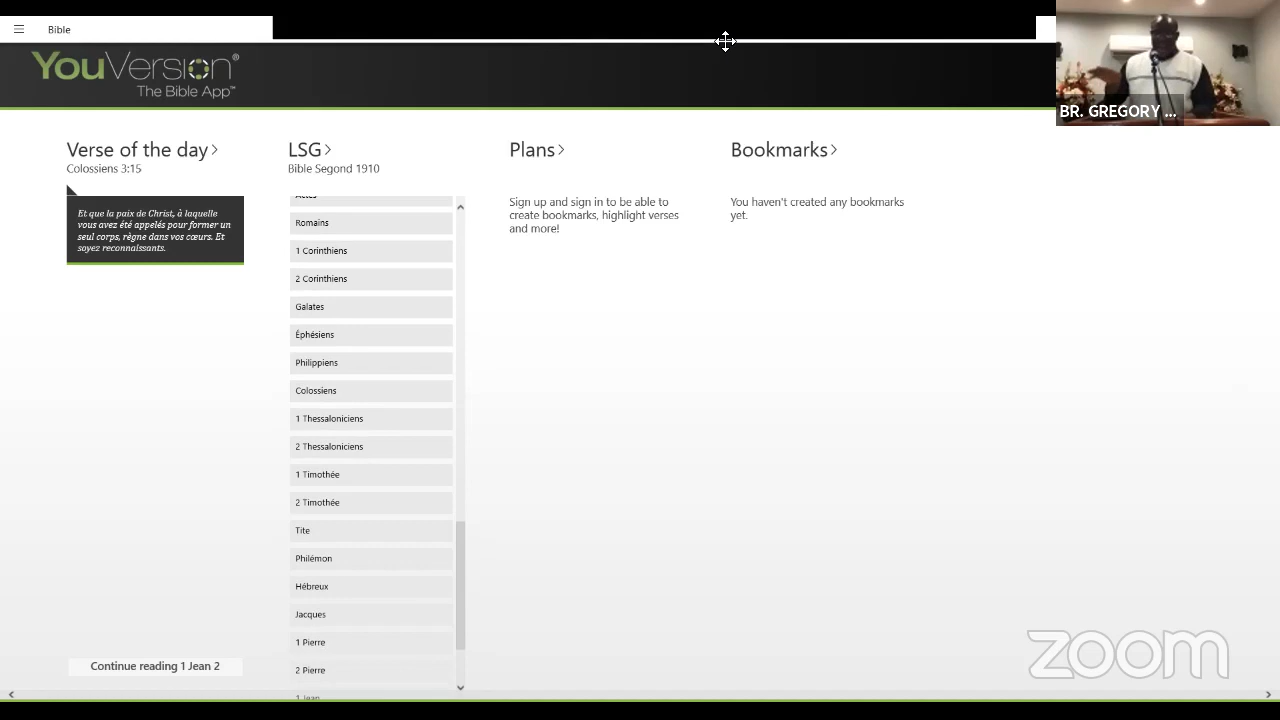 Bible
YouVersion®
The Bible App™
BR. GREGORY ...
Verse of the day
Colossiens 3:15
Et que la paix de Christ, à laquelle
vous avez été appelés pour former un
seul corps, règne dans vos cœurs. Et
soyez reconnaissants.
Continue reading 1 Jean 2
LSG
Bible Segond 1910
Actes
Romains
1 Corinthiens
2 Corinthiens
Galates
Éphésiens
Philippiens
Colossiens
1 Thessaloniciens
2 Thessaloniciens
1 Timothée
2 Timothée
Tite
Philémon
Hébreux
Jacques
1 Pierre
2 Pierre
1 Jean
Plans
Sign up and sign in to be able to
create bookmarks, highlight verses
and more!
Bookmarks
You haven't created any bookmarks
yet.
zoom